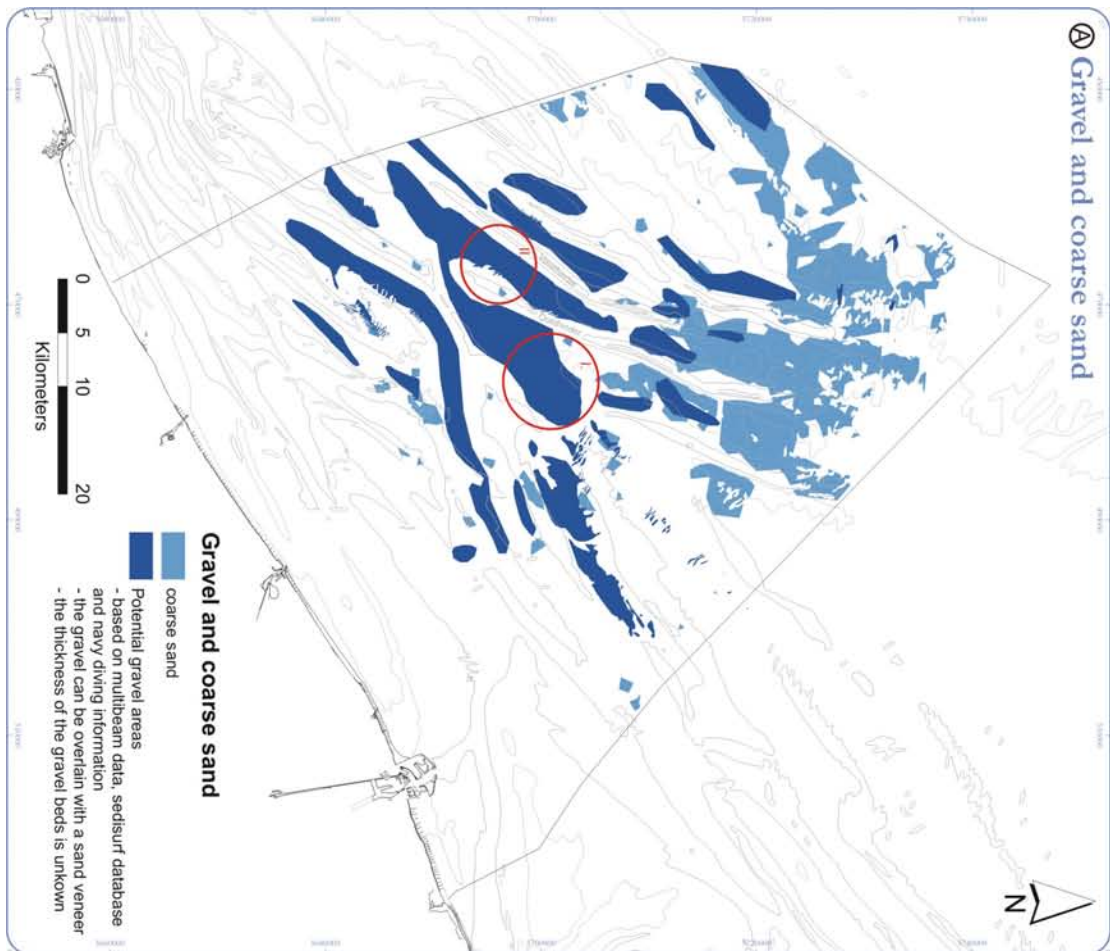 Ⓐ Gravel and coarse sand
N
II
I
0 5 10 20
Kilometers
Gravel and coarse sand
coarse sand
Potential gravel areas
- based on multibeam data, sedisurf database
and navy diving information
- the gravel can be overlain with a sand veneer
- the thickness of the gravel beds is unkown